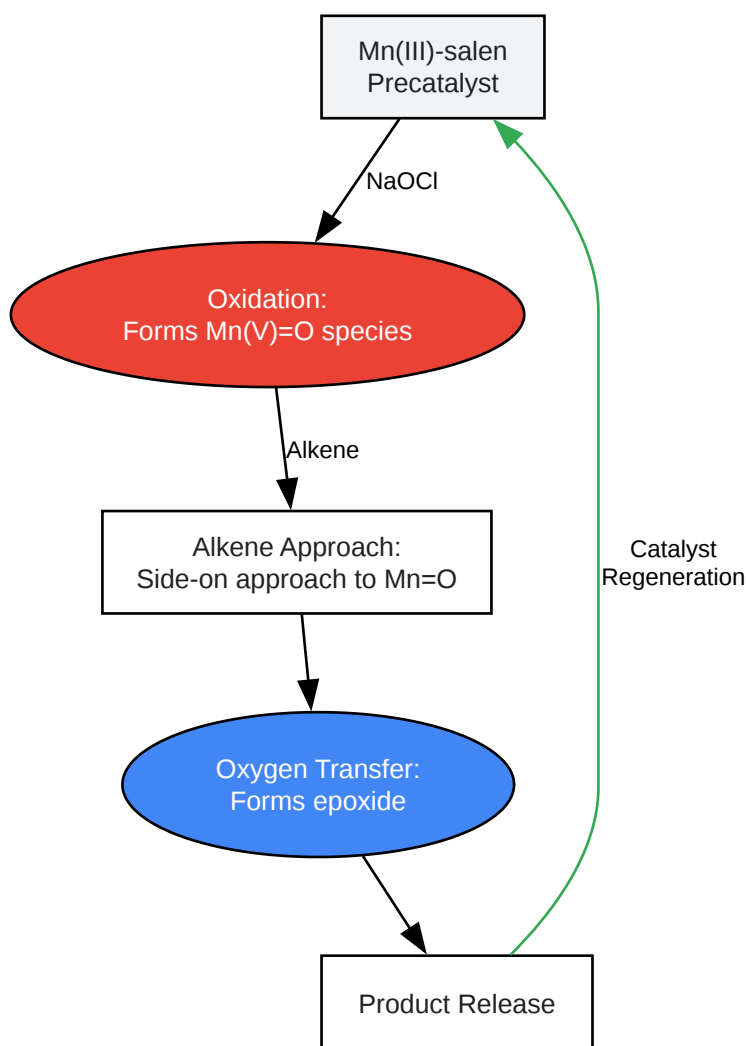 Mn(III)-salen
Precatalyst
NaOCl
Oxidation:
Forms Mn(V)=O species
Alkene
Alkene Approach:
Side-on approach to Mn=O
Catalyst
Regeneration
Oxygen Transfer:
Forms epoxide
Product Release